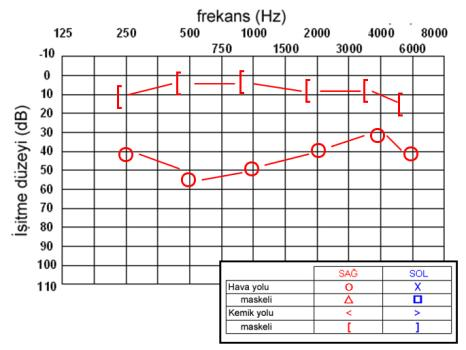 frekans (Hz)
125 250 500 1000 2000 4000 8000
750 1500 3000 6000
İşitme düzeyi (dB)
-10
0
10
20
30
40
50
60
70
80
90
100
110
SAĞ SOL
Hava yolu O X
maskeli
Kemik yolu < >
maskeli [ ]